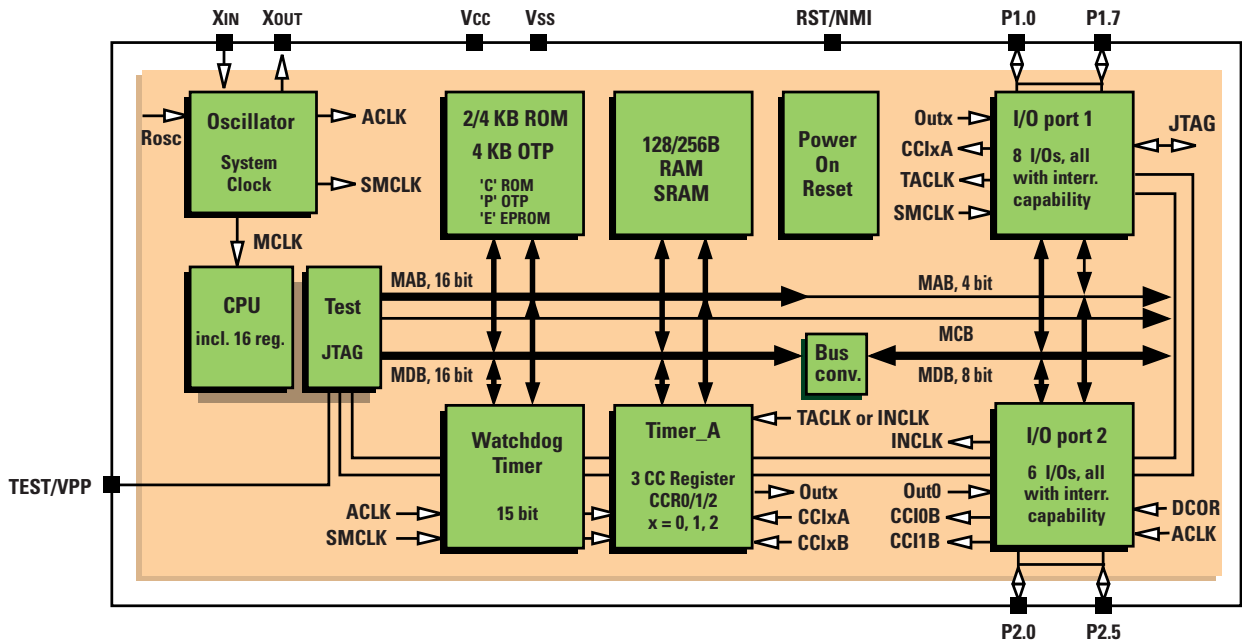 XIN
XOUT
VCC
VSS
RST/NMI
P1.0
P1.7
Rosc
Oscillator
System
Clock
ACLK
SMCLK
MCLK
2/4 KB ROM
4 KB OTP
'C' ROM
'P' OTP
'E' EPROM
128/256B
RAM
SRAM
Power
On
Reset
Outx
CCIxA
TACLK
SMCLK
I/O port 1
8 I/Os, all
with interr.
capability
JTAG
CPU
incl. 16 reg.
Test
JTAG
MAB, 16 bit
MAB, 4 bit
MCB
MDB, 16 bit
Bus
conv.
MDB, 8 bit
TEST/VPP
Watchdog
Timer
15 bit
ACLK
SMCLK
Timer_A
3 CC Register
CCR0/1/2
x = 0, 1, 2
TACLK or INCLK
Outx
CCIxA
CCIxB
INCLK
Out0
CCI0B
CCI1B
I/O port 2
6 I/Os, all
with interr.
capability
DCOR
ACLK
P2.0
P2.5